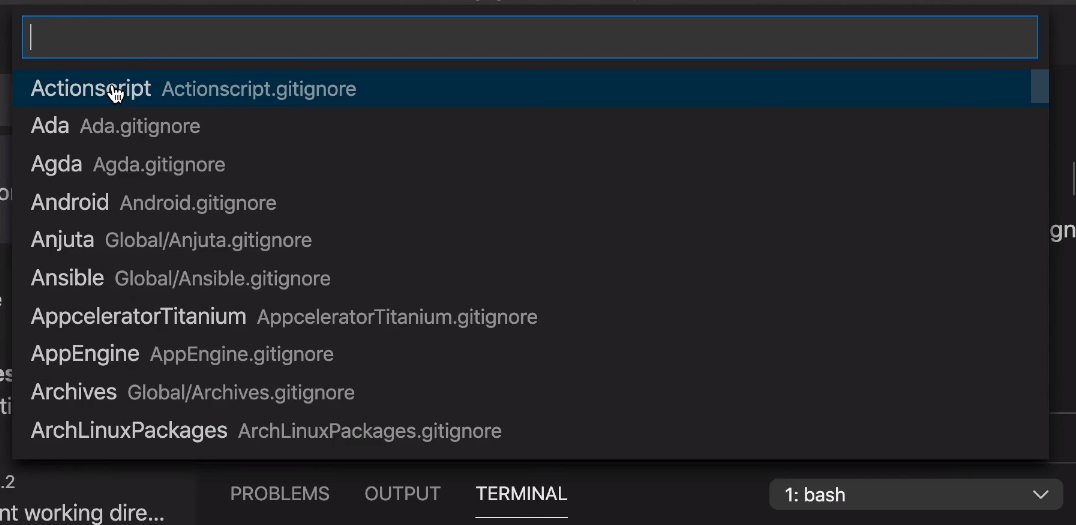 Actionscript Actionscript.gitignore
Ada Ada.gitignore
Agda Agda.gitignore
Android Android.gitignore
Anjuta Global/Anjuta.gitignore
gn
Ansible Global/Ansible.gitignore
AppceleratorTitanium AppceleratorTitanium.gitignore
AppEngine AppEngine.gitignore
Archives Global/Archives.gitignore
ArchLinuxPackages ArchLinuxPackages.gitignore
.2
PROBLEMS OUTPUT TERMINAL 1: bash
nt working dire...